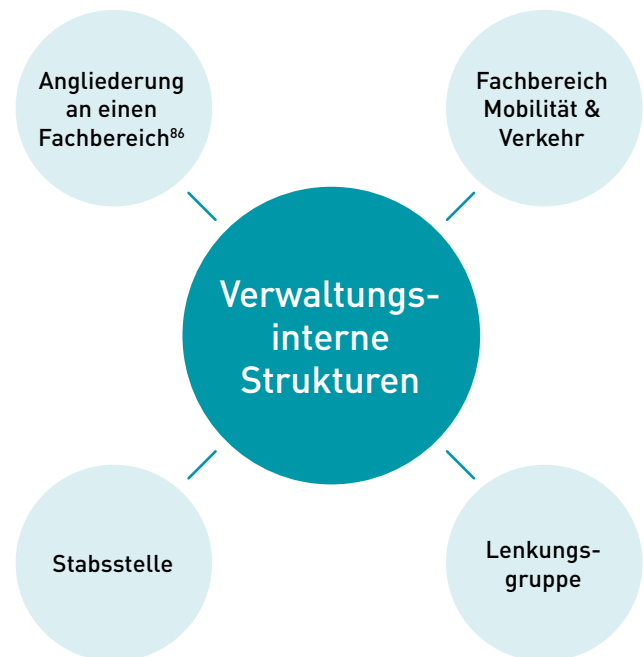 Angliederung
an einen
Fachbereich⁸⁶
Fachbereich
Mobilität &
Verkehr
Verwaltungs-
interne
Strukturen
Stabsstelle
Lenkungs-
gruppe